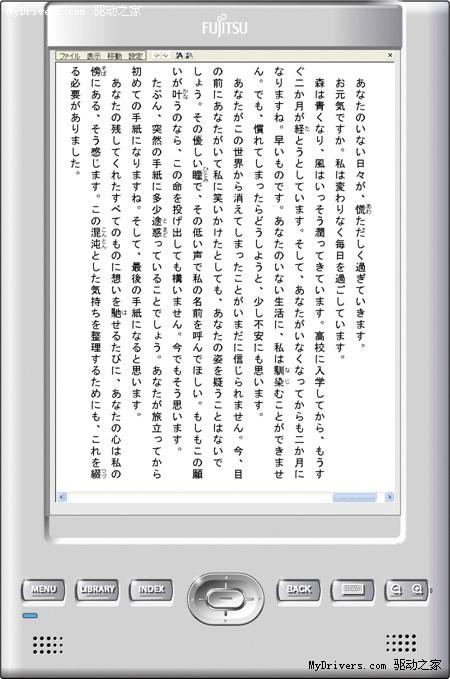 MyDrivers.com 驱动之家
FUJITSU
ファイル 表示 移動 設定
あなたのいない日々が、慌ただしく過ぎていきます。
お元気ですか。私は変わりなく毎日を過ごしています。
森は青くなり、風はいっそう潤ってきています。高校に入学してから、もうす
ぐ二か月が経とうとしています。そして、あなたがいなくなってからも二か月に
なりますね。早いものです。あなたのいない生活に、私は馴染むことができませ
ん。でも、慣れてしまったらどうしようと、少し不安にも思います。
あなたがこの世界から消えてしまったことがいまだに信じられません。今、目
の前にあなたがいて私に笑いかけたとしても、あなたの姿を疑うことはないで
しょう。その優しい瞳で、その低い声で私の名前を呼んでほしい。もしもこの願
いが叶うのなら、この命を投げ出しても構いません。今でもそう思います。
たぶん、突然の手紙に多少途惑っていることでしょう。あなたが旅立ってから
初めての手紙になりますね。そして、最後の手紙になると思います。
あなたの残してくれたすべてのものに想いを馳せるたびに、あなたの心は私の
傍にある、そう感じます。この混沌とした気持ちを整理するためにも、これを綴
る必要がありました。
MENU LIBRARY INDEX BACK
MyDrivers.com 驱动之家